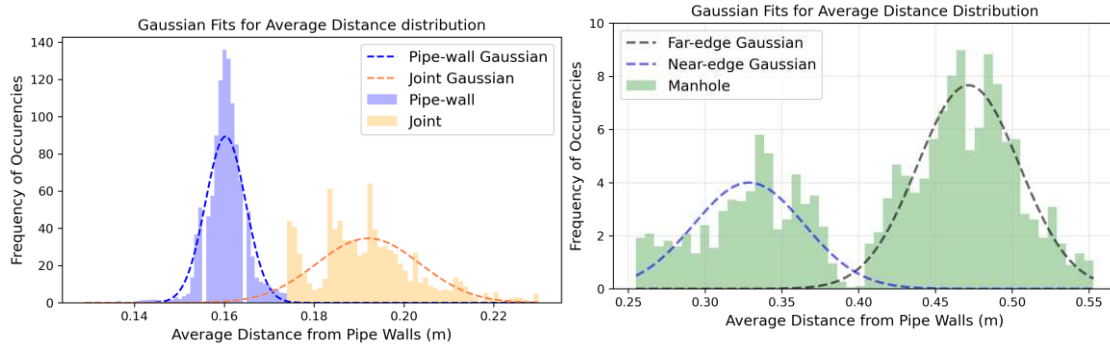 Gaussian Fits for Average Distance distribution
140
120
100
80
60
40
20
0
Frequency of Occurencies
Pipe-wall Gaussian
Joint Gaussian
Pipe-wall
Joint
0.14 0.16 0.18 0.20 0.22
Average Distance from Pipe Walls (m)
Gaussian Fits for Average Distance Distribution
10
8
6
4
2
0
Frequency of Occurencies
Far-edge Gaussian
Near-edge Gaussian
Manhole
0.25 0.30 0.35 0.40 0.45 0.50 0.55
Average Distance from Pipe Walls (m)